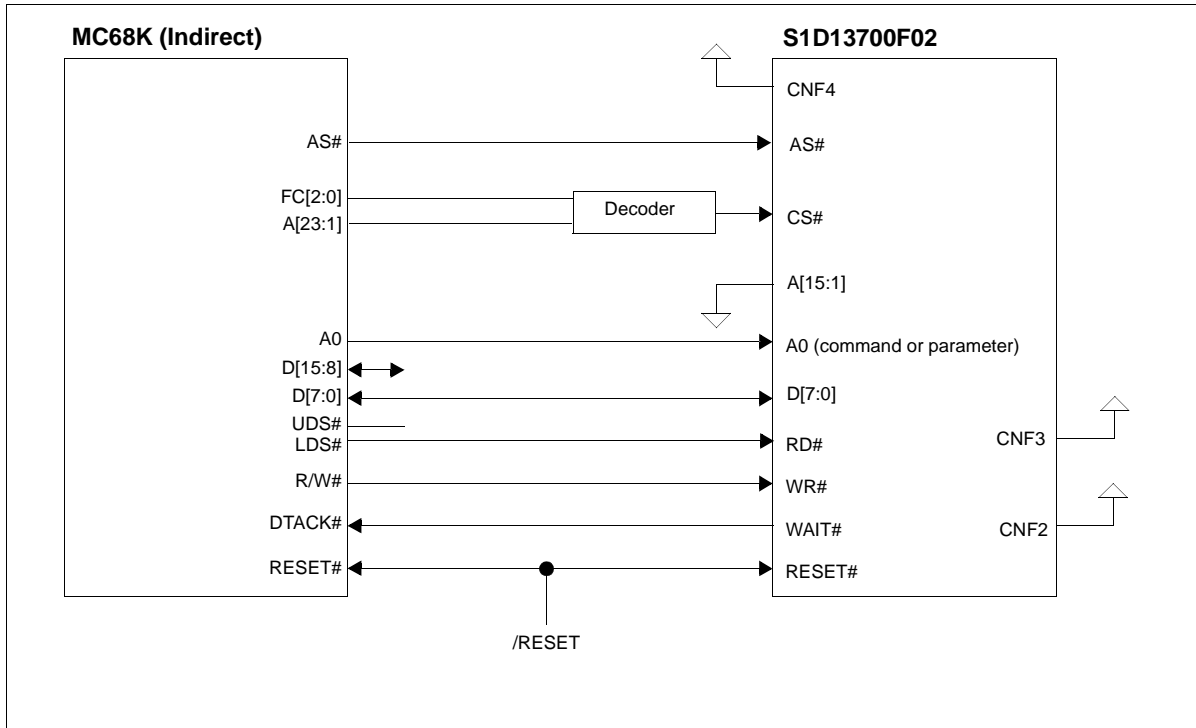 MC68K (Indirect)
S1D13700F02
CNF4
AS#
AS#
FC[2:0]
Decoder
CS#
A[23:1]
A[15:1]
A0
A0 (command or parameter)
D[15:8]
D[7:0]
D[7:0]
UDS#
LDS#
RD#
CNF3
R/W#
WR#
DTACK#
WAIT#
CNF2
RESET#
RESET#
/RESET